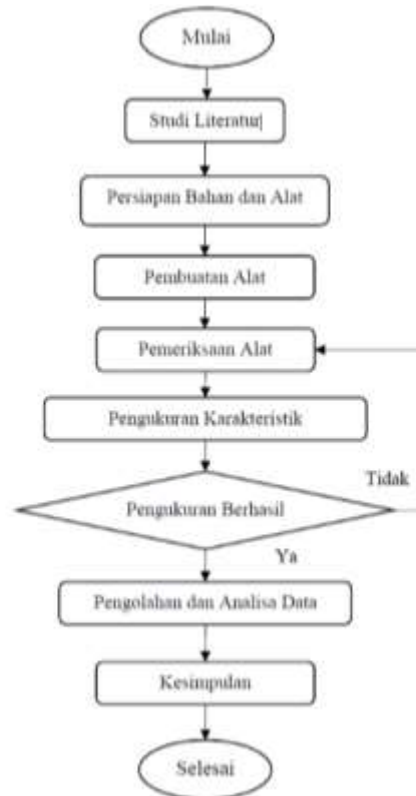 Mulai
Studi Literatur
Persiapan Bahan dan Alat
Pembuatan Alat
Pemeriksaan Alat
Pengukuran Karakteristik
Pengukuran Berhasil
Tidak
Ya
Pengolahan dan Analisa Data
Kesimpulan
Selesai